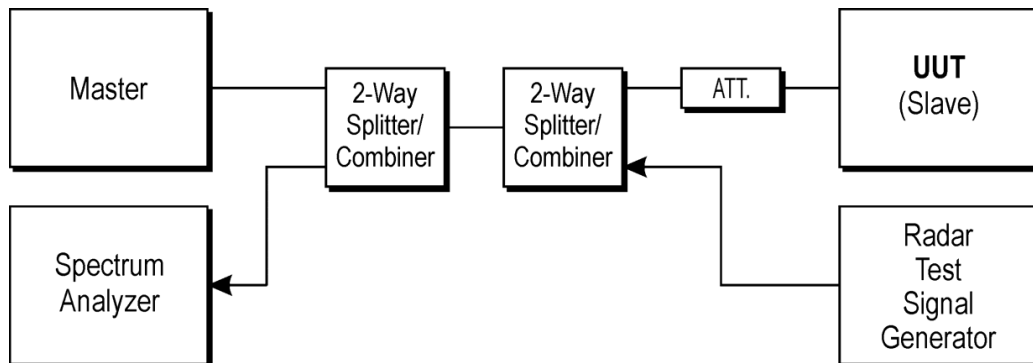 Master
2-Way
Splitter/
Combiner
2-Way
Splitter/
Combiner
ATT.
UUT
(Slave)
Spectrum
Analyzer
Radar
Test
Signal
Generator